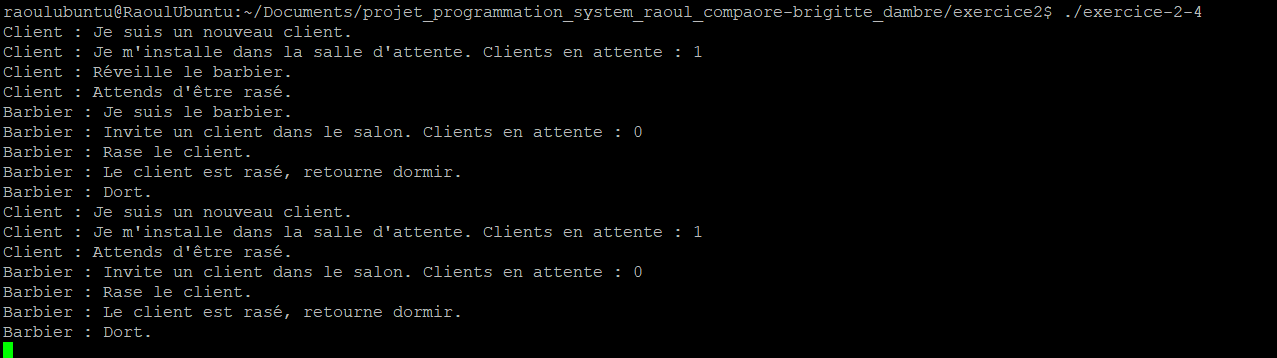 raoulubuntu@RaoulUbuntu:~/Documents/projet_programmation_system_raoul_compaore-brigitte_dambre/exercice2$ ./exercice-2-4
Client : Je suis un nouveau client.
Client : Je m'installe dans la salle d'attente. Clients en attente : 1
Client : Réveille le barbier.
Client : Attends d'être rasé.
Barbier : Je suis le barbier.
Barbier : Invite un client dans le salon. Clients en attente : 0
Barbier : Rase le client.
Barbier : Le client est rasé, retourne dormir.
Barbier : Dort.
Client : Je suis un nouveau client.
Client : Je m'installe dans la salle d'attente. Clients en attente : 1
Client : Attends d'être rasé.
Barbier : Invite un client dans le salon. Clients en attente : 0
Barbier : Rase le client.
Barbier : Le client est rasé, retourne dormir.
Barbier : Dort.